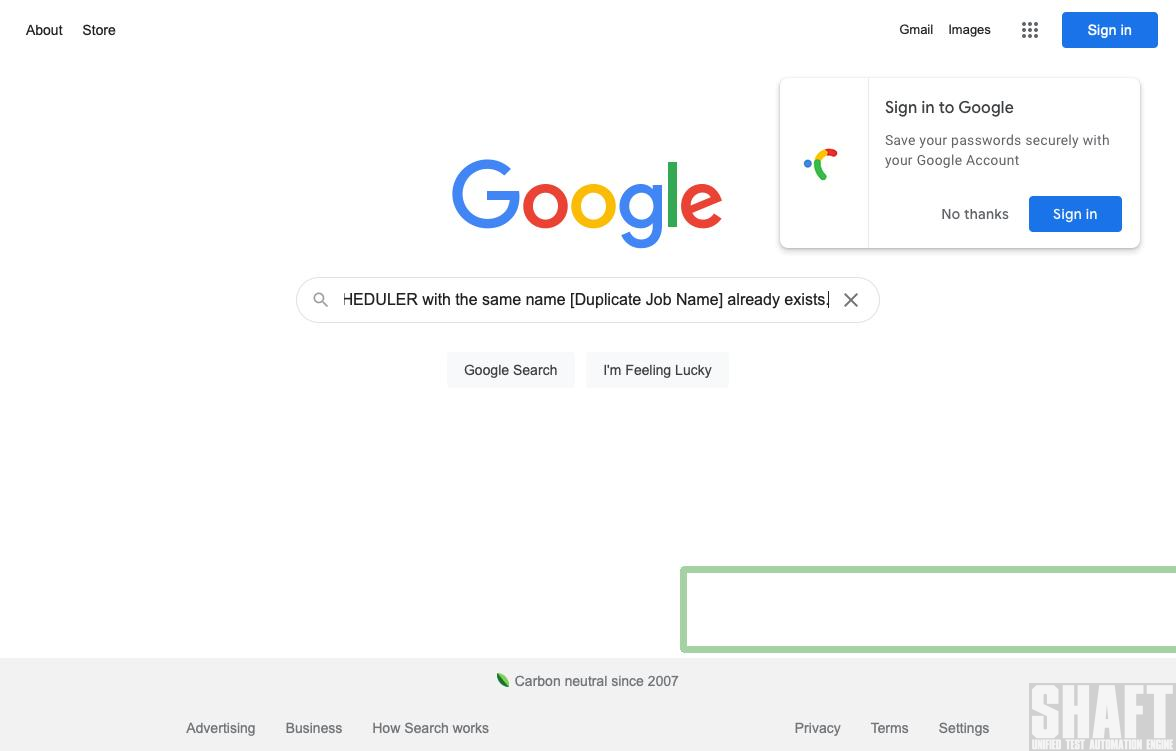 About Store Gmail Images Sign in
Sign in to Google
Save your passwords securely with
your Google Account
No thanks Sign in
Google
HEDULER with the same name [Duplicate Job Name] already exists.
Google Search I'm Feeling Lucky
Carbon neutral since 2007
Advertising Business How Search works Privacy Terms Settings
SHAFT
UNIFIED TEST AUTOMATION ENGINE